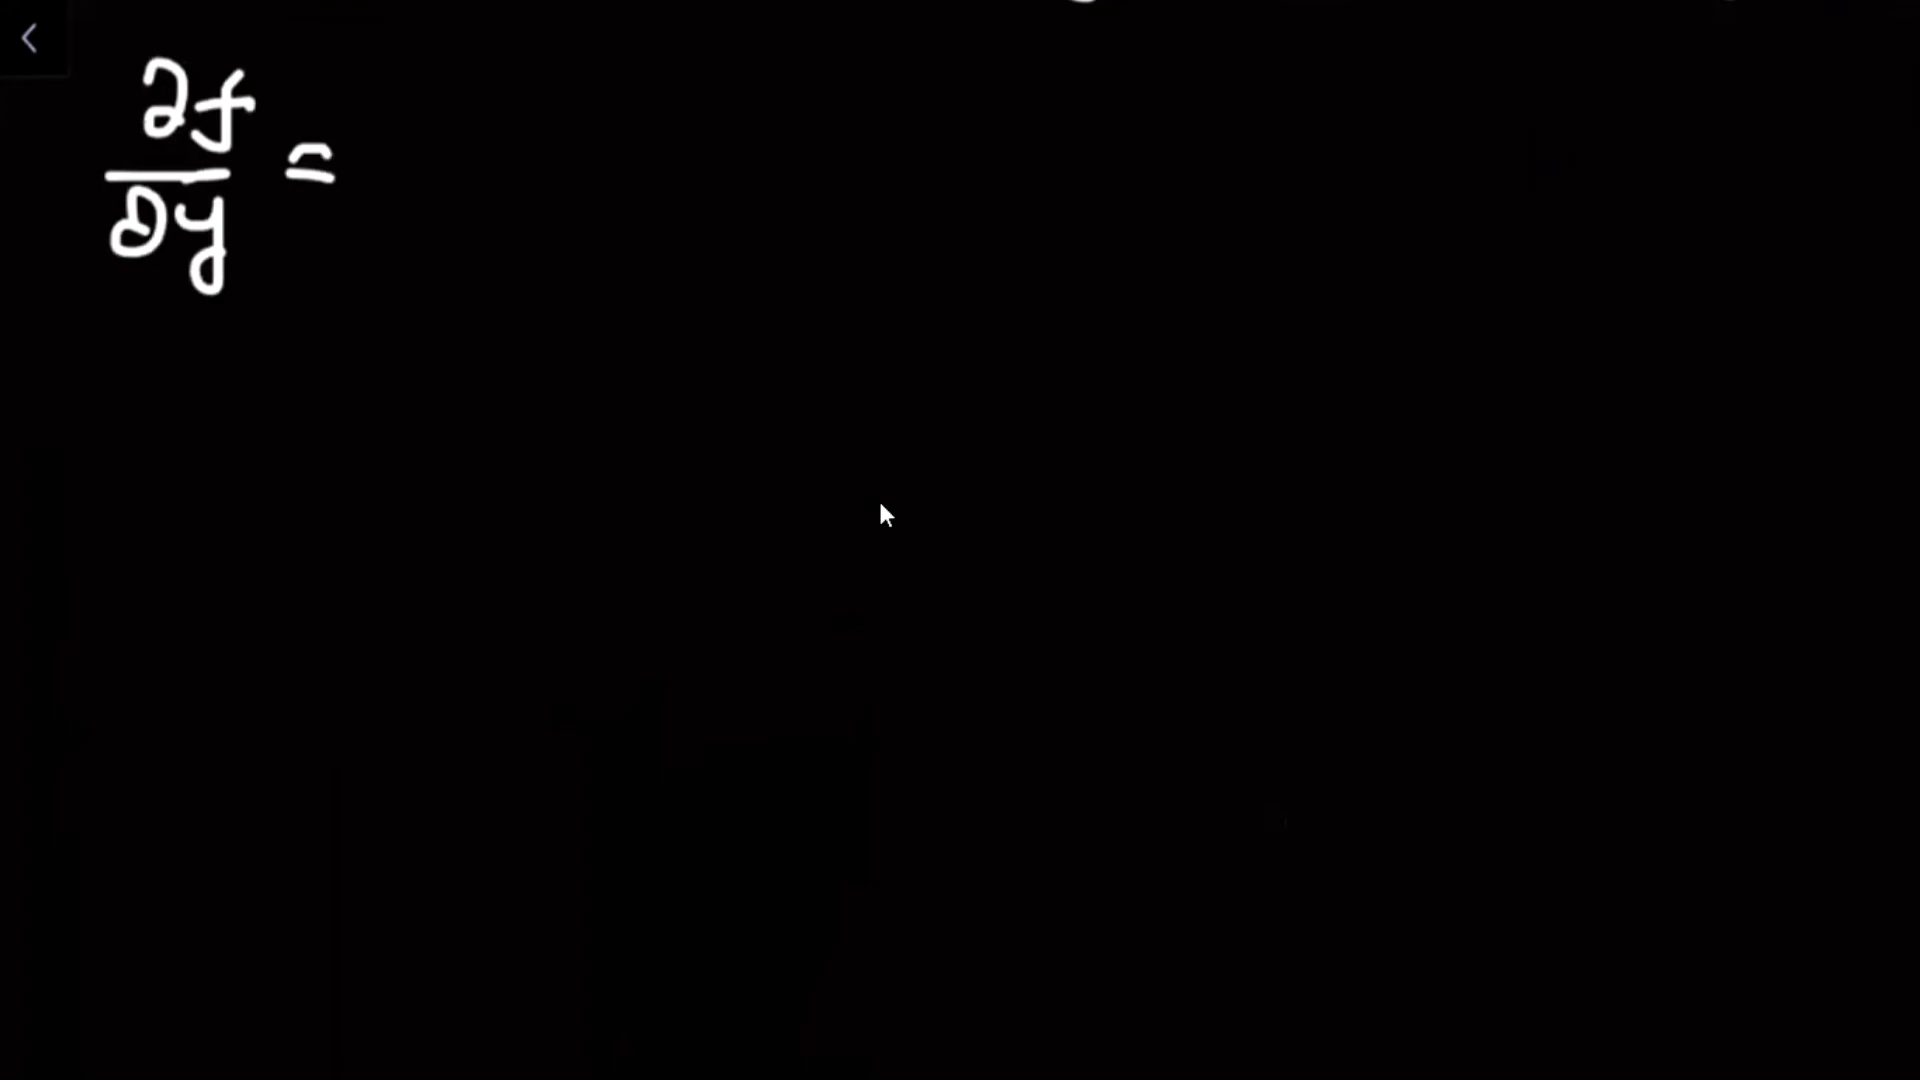 ∂f/∂y =